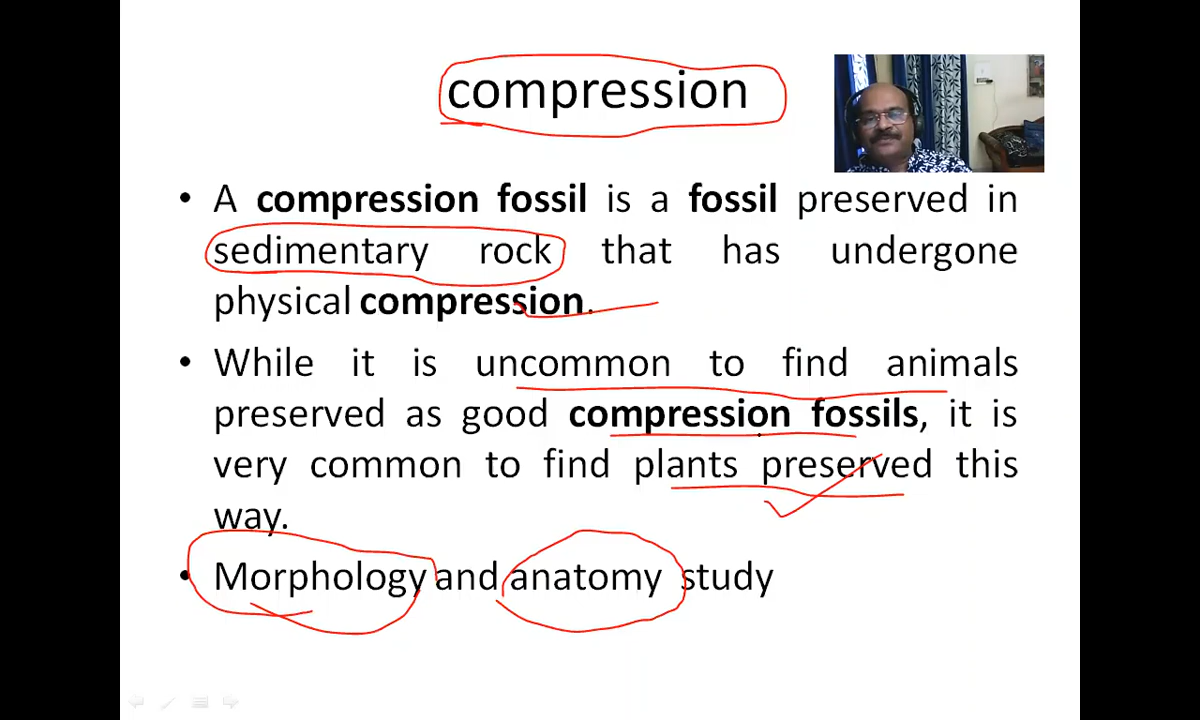 compression
• A compression fossil is a fossil preserved in
sedimentary rock that has undergone
physical compression.
• While it is uncommon to find animals
preserved as good compression fossils, it is
very common to find plants preserved this
way.
• Morphology and anatomy study